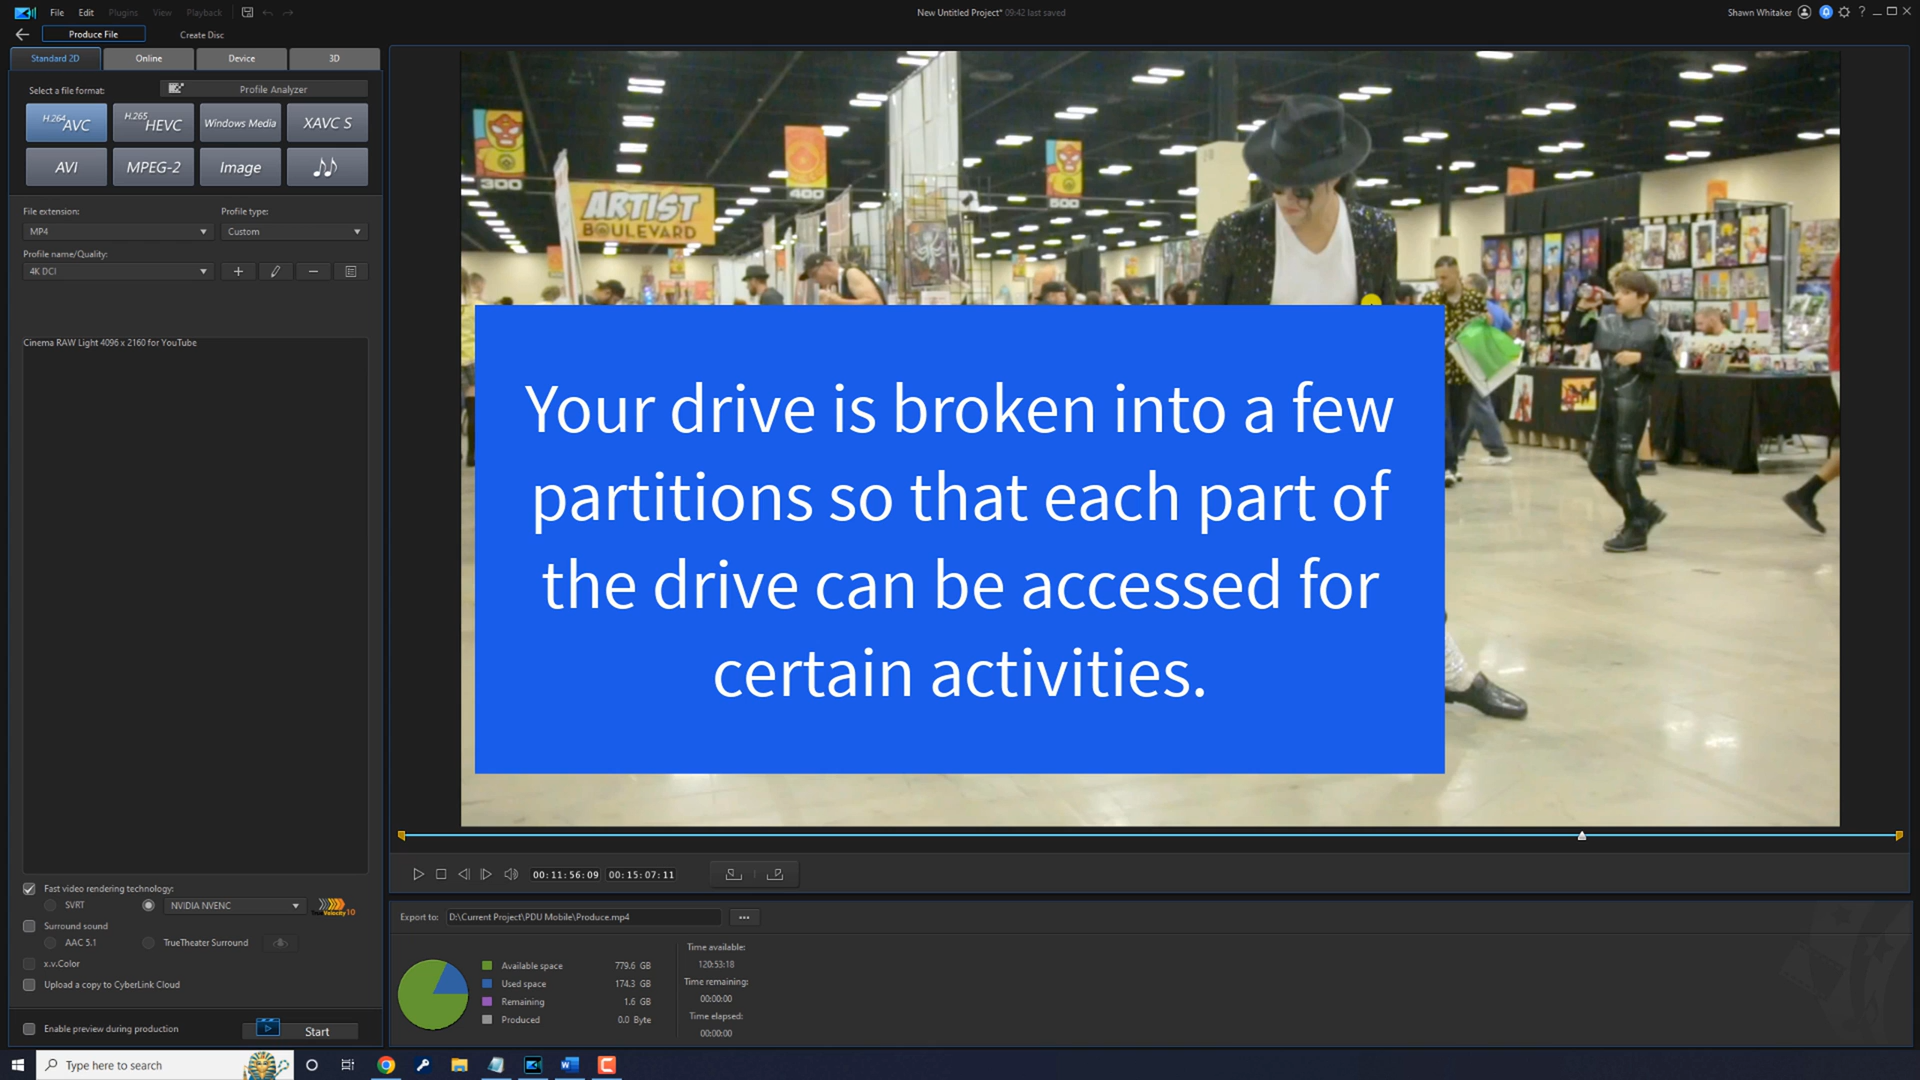 File Edit Plugins View Playback
New Untitled Project* 09:42 last saved
Shawn Whitaker
?
Produce File Create Disc
Standard 2D Online Device 3D
Select a file format: Profile Analyzer
H.264 AVC H.265 HEVC Windows Media XAVC S
AVI MPEG-2 Image
File extension: Profile type:
MP4 Custom
Profile name/Quality:
4K DCI
Cinema RAW Light 4096 x 2160 for YouTube
300
ARTIST
BOULEVARD
400
500
Your drive is broken into a few
partitions so that each part of
the drive can be accessed for
certain activities.
00:11:56:09 00:15:07:11
Fast video rendering technology:
SVRT NVIDIA NVENC
Surround sound
AAC 5.1 TrueTheater Surround
x.v.Color
Upload a copy to CyberLink Cloud
Enable preview during production
Start
Export to: D:\Current Project\PDU Mobile\Produce.mp4
Available space 779.6 GB
Used space 174.3 GB
Remaining 1.6 GB
Produced 0.0 Byte
Time available:
120:53:18
Time remaining:
00:00:00
Time elapsed:
00:00:00
Type here to search